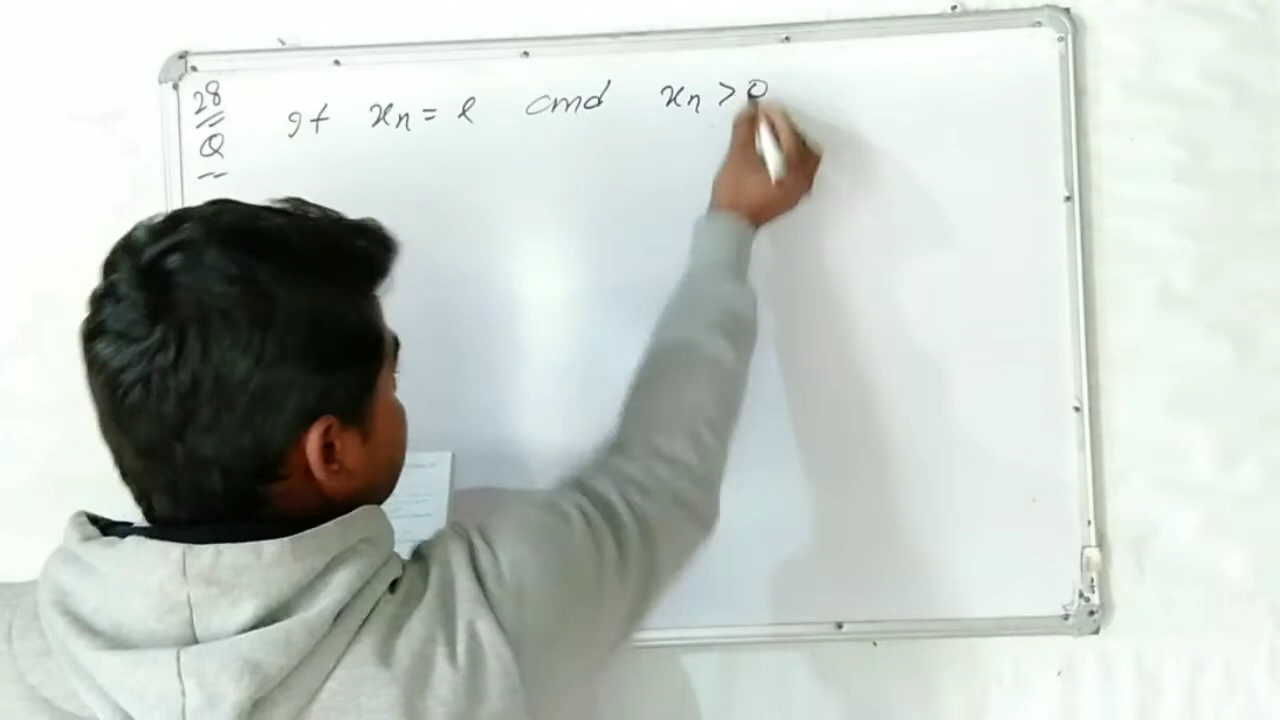 28 If xn = l and xn > 0
Q